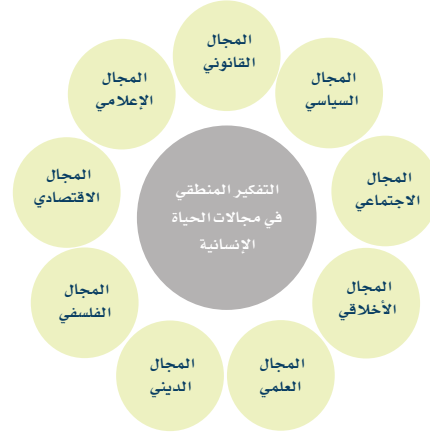 المجال
القانوني
المجال
السياسي
المجال
الاجتماعي
المجال
الأخلاقي
المجال
العلمي
المجال
الديني
المجال
الفلسفي
المجال
الاقتصادي
المجال
الإعلامي
التفكير المنطقي
في مجالات الحياة
الإنسانية